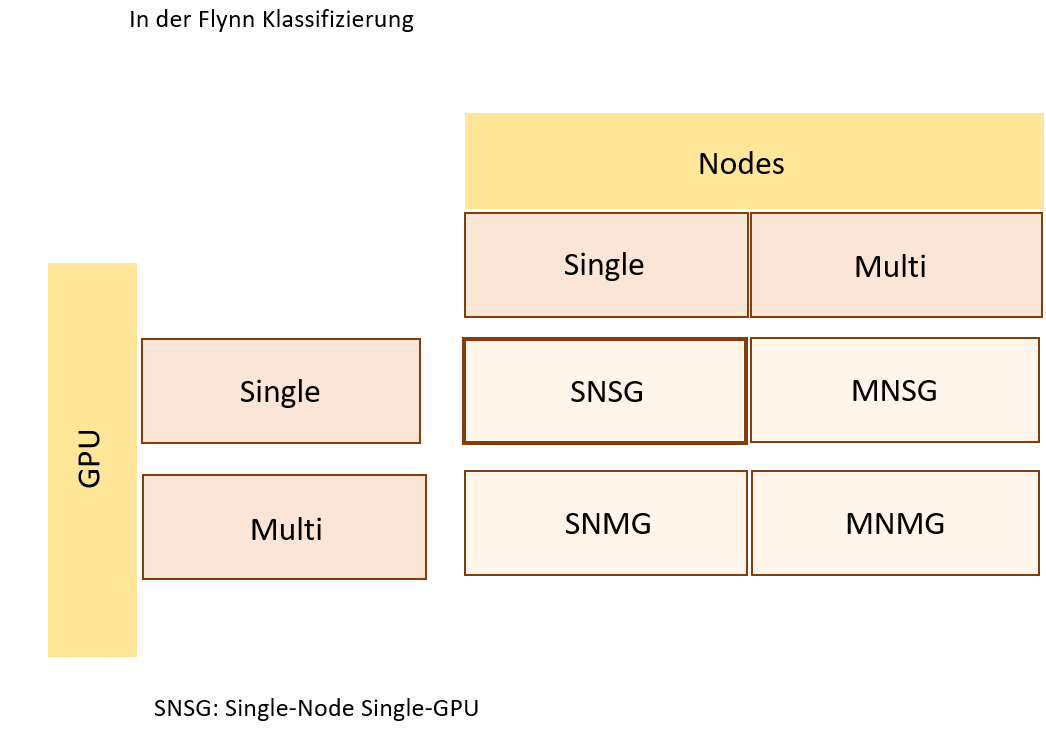 In der Flynn Klassifizierung
Nodes
Single
Multi
GPU
Single
SNSG
MNSG
Multi
SNMG
MNMG
SNSG: Single-Node Single-GPU